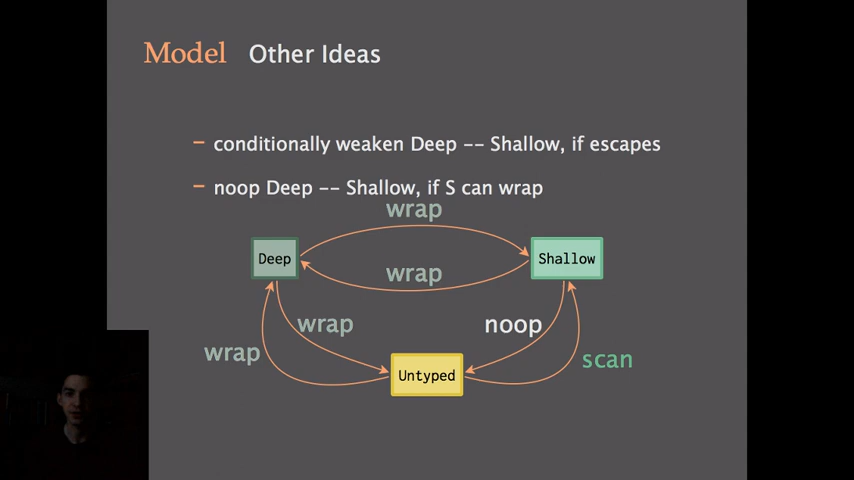 Model Other Ideas
– conditionally weaken Deep -- Shallow, if escapes
– noop Deep -- Shallow, if S can wrap
wrap
Deep
Shallow
wrap
wrap
noop
wrap
scan
Untyped